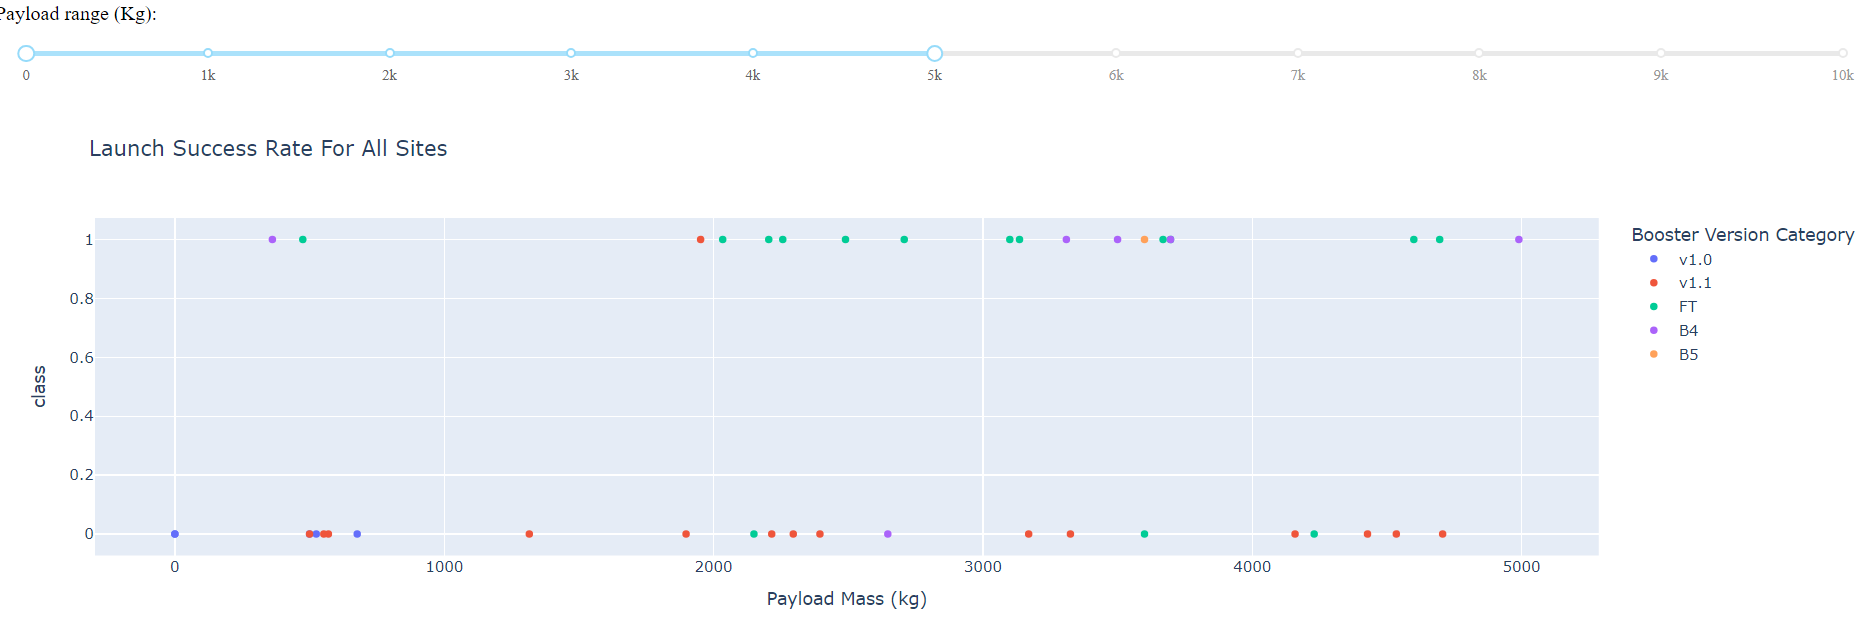 Payload range (Kg):
0 1k 2k 3k 4k 5k 6k 7k 8k 9k 10k
Launch Success Rate For All Sites
Booster Version Category
v1.0
v1.1
FT
B4
B5
class
1
0.8
0.6
0.4
0.2
0
0 1000 2000 3000 4000 5000
Payload Mass (kg)